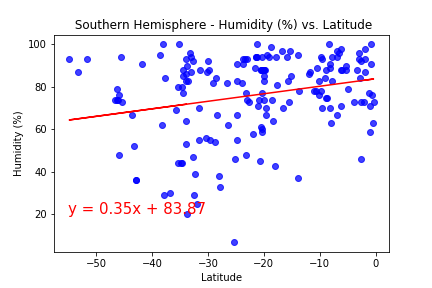 Southern Hemisphere - Humidity (%) vs. Latitude
100
80
60
40
20
Humidity (%)
y = 0.35x + 83.87
−50
−40
−30
−20
−10
0
Latitude